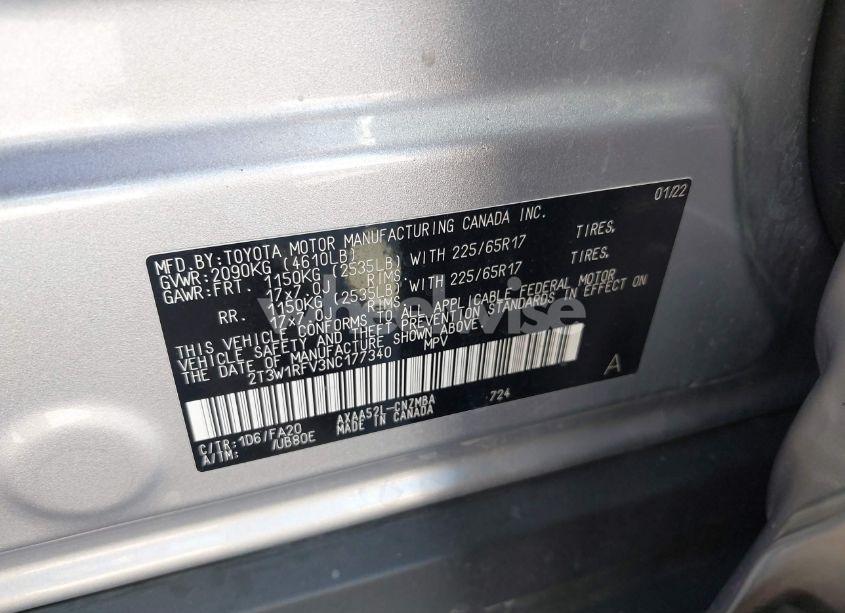 01/22
MFD.BY:TOYOTA MOTOR MANUFACTURING CANADA INC.
GVWR:2090KG (4610LB)
GAWR:FRT. 1150KG (2535LB) WITH 225/65R17 TIRES,
17x7.0J RIMS.
RR. 1150KG (2535LB) WITH 225/65R17 TIRES,
17x7.0J RIMS.
THIS VEHICLE CONFORMS TO ALL APPLICABLE FEDERAL MOTOR
VEHICLE SAFETY AND THEFT PREVENTION STANDARDS IN EFFECT ON
THE DATE OF MANUFACTURE SHOWN ABOVE.
2T3W1RFV3NC177340 MPV
A
C/TR:1D6/FA20 AXAA52L-CNZMBA 724
A/TM: /UB80E MADE IN CANADA